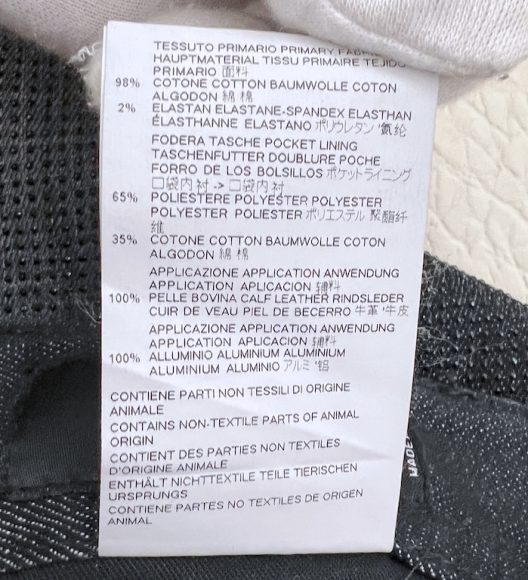 TESSUTO PRIMARIO PRIMARY FABRIC
HAUPTMATERIAL TISSU PRIMAIRE TEJIDO
PRIMARIO 面料
98% COTONE COTTON BAUMWOLLE COTON
ALGODON 綿 棉
2% ELASTAN ELASTANE-SPANDEX ELASTHAN
ÉLASTHANNE ELASTANO ポリウレタン '氨纶
FODERA TASCHE POCKET LINING
TASCHENFUTTER DOUBLURE POCHE
FORRO DE LOS BOLSILLOS ポケットライニング
口袋内衬 -> 口袋内衬
65% POLIESTERE POLYESTER POLYESTER
POLYESTER POLIESTER ポリエステル 聚酯纤
维
35% COTONE COTTON BAUMWOLLE COTON
ALGODON 綿 棉
APPLICAZIONE APPLICATION ANWENDUNG
APPLICATION APLICACION 辅料
100% PELLE BOVINA CALF LEATHER RINDSLEDER
CUIR DE VEAU PIEL DE BECERRO 牛革 '牛皮
APPLICAZIONE APPLICATION ANWENDUNG
APPLICATION APLICACION 辅料
100% ALLUMINIO ALUMINIUM ALUMINIUM
ALUMINIUM ALUMINIO アルミ '铝
CONTIENE PARTI NON TESSILI DI ORIGINE
ANIMALE
CONTAINS NON-TEXTILE PARTS OF ANIMAL
ORIGIN
CONTIENT DES PARTIES NON TEXTILES
D'ORIGINE ANIMALE
ENTHÄLT NICHTTEXTILE TEILE TIERISCHEN
URSPRUNGS
CONTIENE PARTES NO TEXTILES DE ORIGEN
ANIMAL
MADE